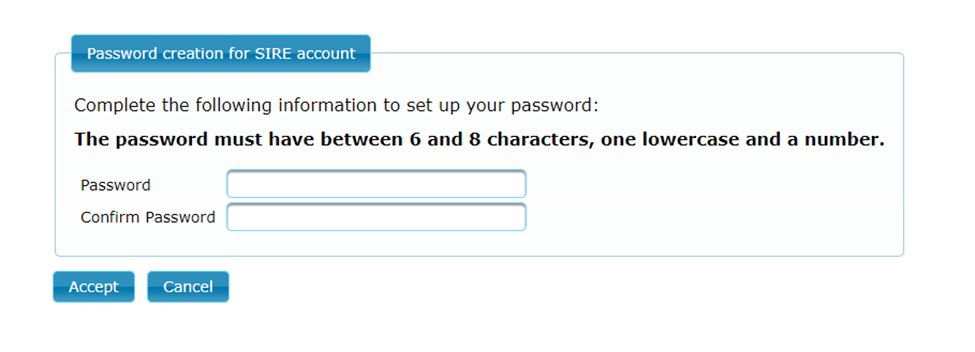 Password creation for SIRE account
Complete the following information to set up your password:
The password must have between 6 and 8 characters, one lowercase and a number.
Password
Confirm Password
Accept Cancel